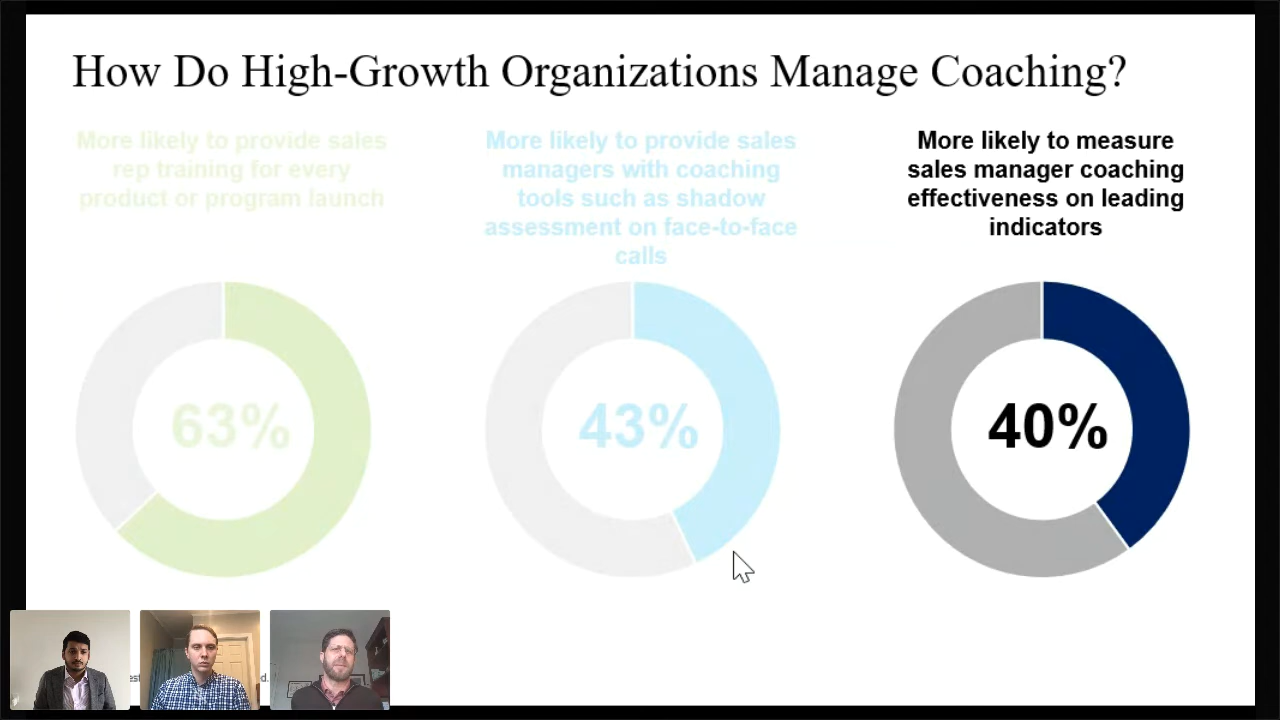 How Do High-Growth Organizations Manage Coaching?
More likely to provide sales
rep training for every
product or program launch
63%
More likely to provide sales
managers with coaching
tools such as shadow
assessment on face-to-face
calls
43%
More likely to measure
sales manager coaching
effectiveness on leading
indicators
40%